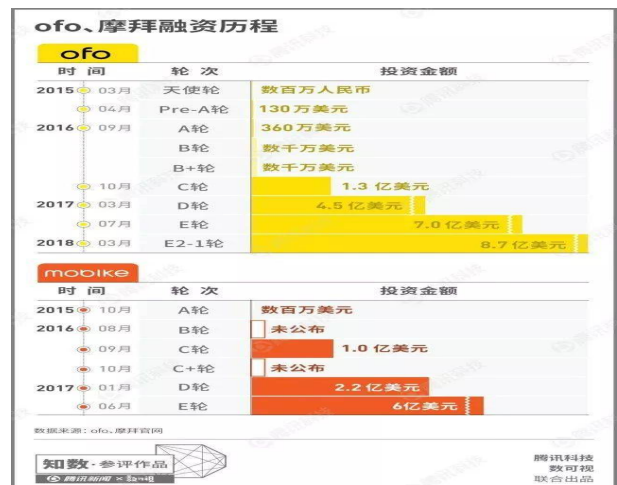 ofo、摩拜融资历程
ofo
时 间 轮 次 投资金额
2015 03月 天使轮 数百万人民币
04月 Pre-A轮 130万美元
2016 09月 A轮 360万美元
B轮 数千万美元
B+轮 数千万美元
10月 C轮 1.3 亿美元
2017 03月 D轮 4.5 亿美元
07月 E轮 7.0 亿美元
2018 03月 E2-1轮 8.7 亿美元
mobike
时 间 轮 次 投资金额
2015 10月 A轮 数百万美元
2016 08月 B轮 未公布
09月 C轮 1.0 亿美元
10月 C+轮 未公布
2017 01月 D轮 2.2 亿美元
06月 E轮 6亿美元
数据来源：ofo、摩拜官网
知数·参评作品
腾讯新闻 ×
腾讯科技
数可视
联合出品